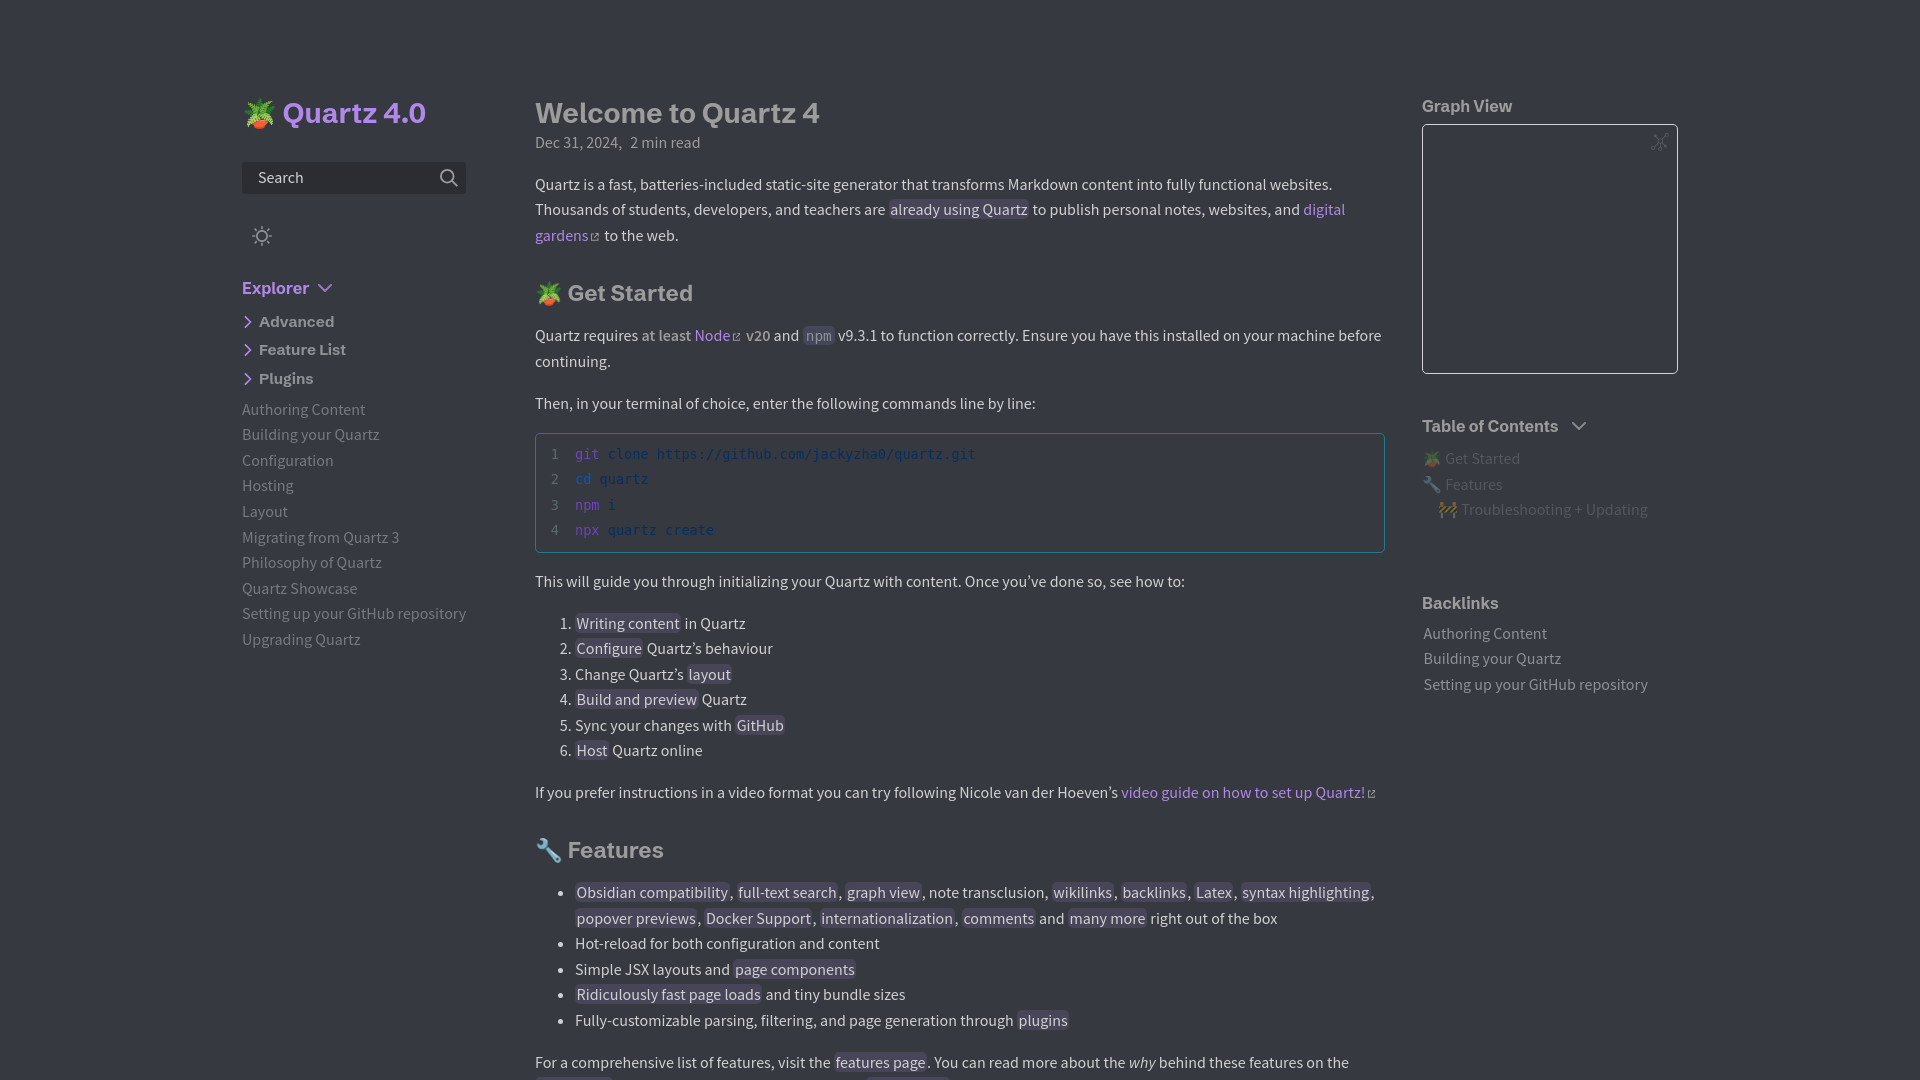 🪴 Quartz 4.0
Search
Explorer
Advanced
Feature List
Plugins
Authoring Content
Building your Quartz
Configuration
Hosting
Layout
Migrating from Quartz 3
Philosophy of Quartz
Quartz Showcase
Setting up your GitHub repository
Upgrading Quartz
Welcome to Quartz 4
Dec 31, 2024, 2 min read
Quartz is a fast, batteries-included static-site generator that transforms Markdown content into fully functional websites.
Thousands of students, developers, and teachers are already using Quartz to publish personal notes, websites, and digital
gardens to the web.
🪴 Get Started
Quartz requires at least Node v20 and npm v9.3.1 to function correctly. Ensure you have this installed on your machine before
continuing.
Then, in your terminal of choice, enter the following commands line by line:
1 git clone https://github.com/jackyzha0/quartz.git
2 cd quartz
3 npm i
4 npx quartz create
This will guide you through initializing your Quartz with content. Once you’ve done so, see how to:
1. Writing content in Quartz
2. Configure Quartz’s behaviour
3. Change Quartz’s layout
4. Build and preview Quartz
5. Sync your changes with GitHub
6. Host Quartz online
If you prefer instructions in a video format you can try following Nicole van der Hoeven’s video guide on how to set up Quartz!
🔧 Features
• Obsidian compatibility, full-text search, graph view, note transclusion, wikilinks, backlinks, Latex, syntax highlighting,
popover previews, Docker Support, internationalization, comments and many more right out of the box
• Hot-reload for both configuration and content
• Simple JSX layouts and page components
• Ridiculously fast page loads and tiny bundle sizes
• Fully-customizable parsing, filtering, and page generation through plugins
For a comprehensive list of features, visit the features page. You can read more about the why behind these features on the
Graph View
Table of Contents
🪴 Get Started
🔧 Features
🚧 Troubleshooting + Updating
Backlinks
Authoring Content
Building your Quartz
Setting up your GitHub repository